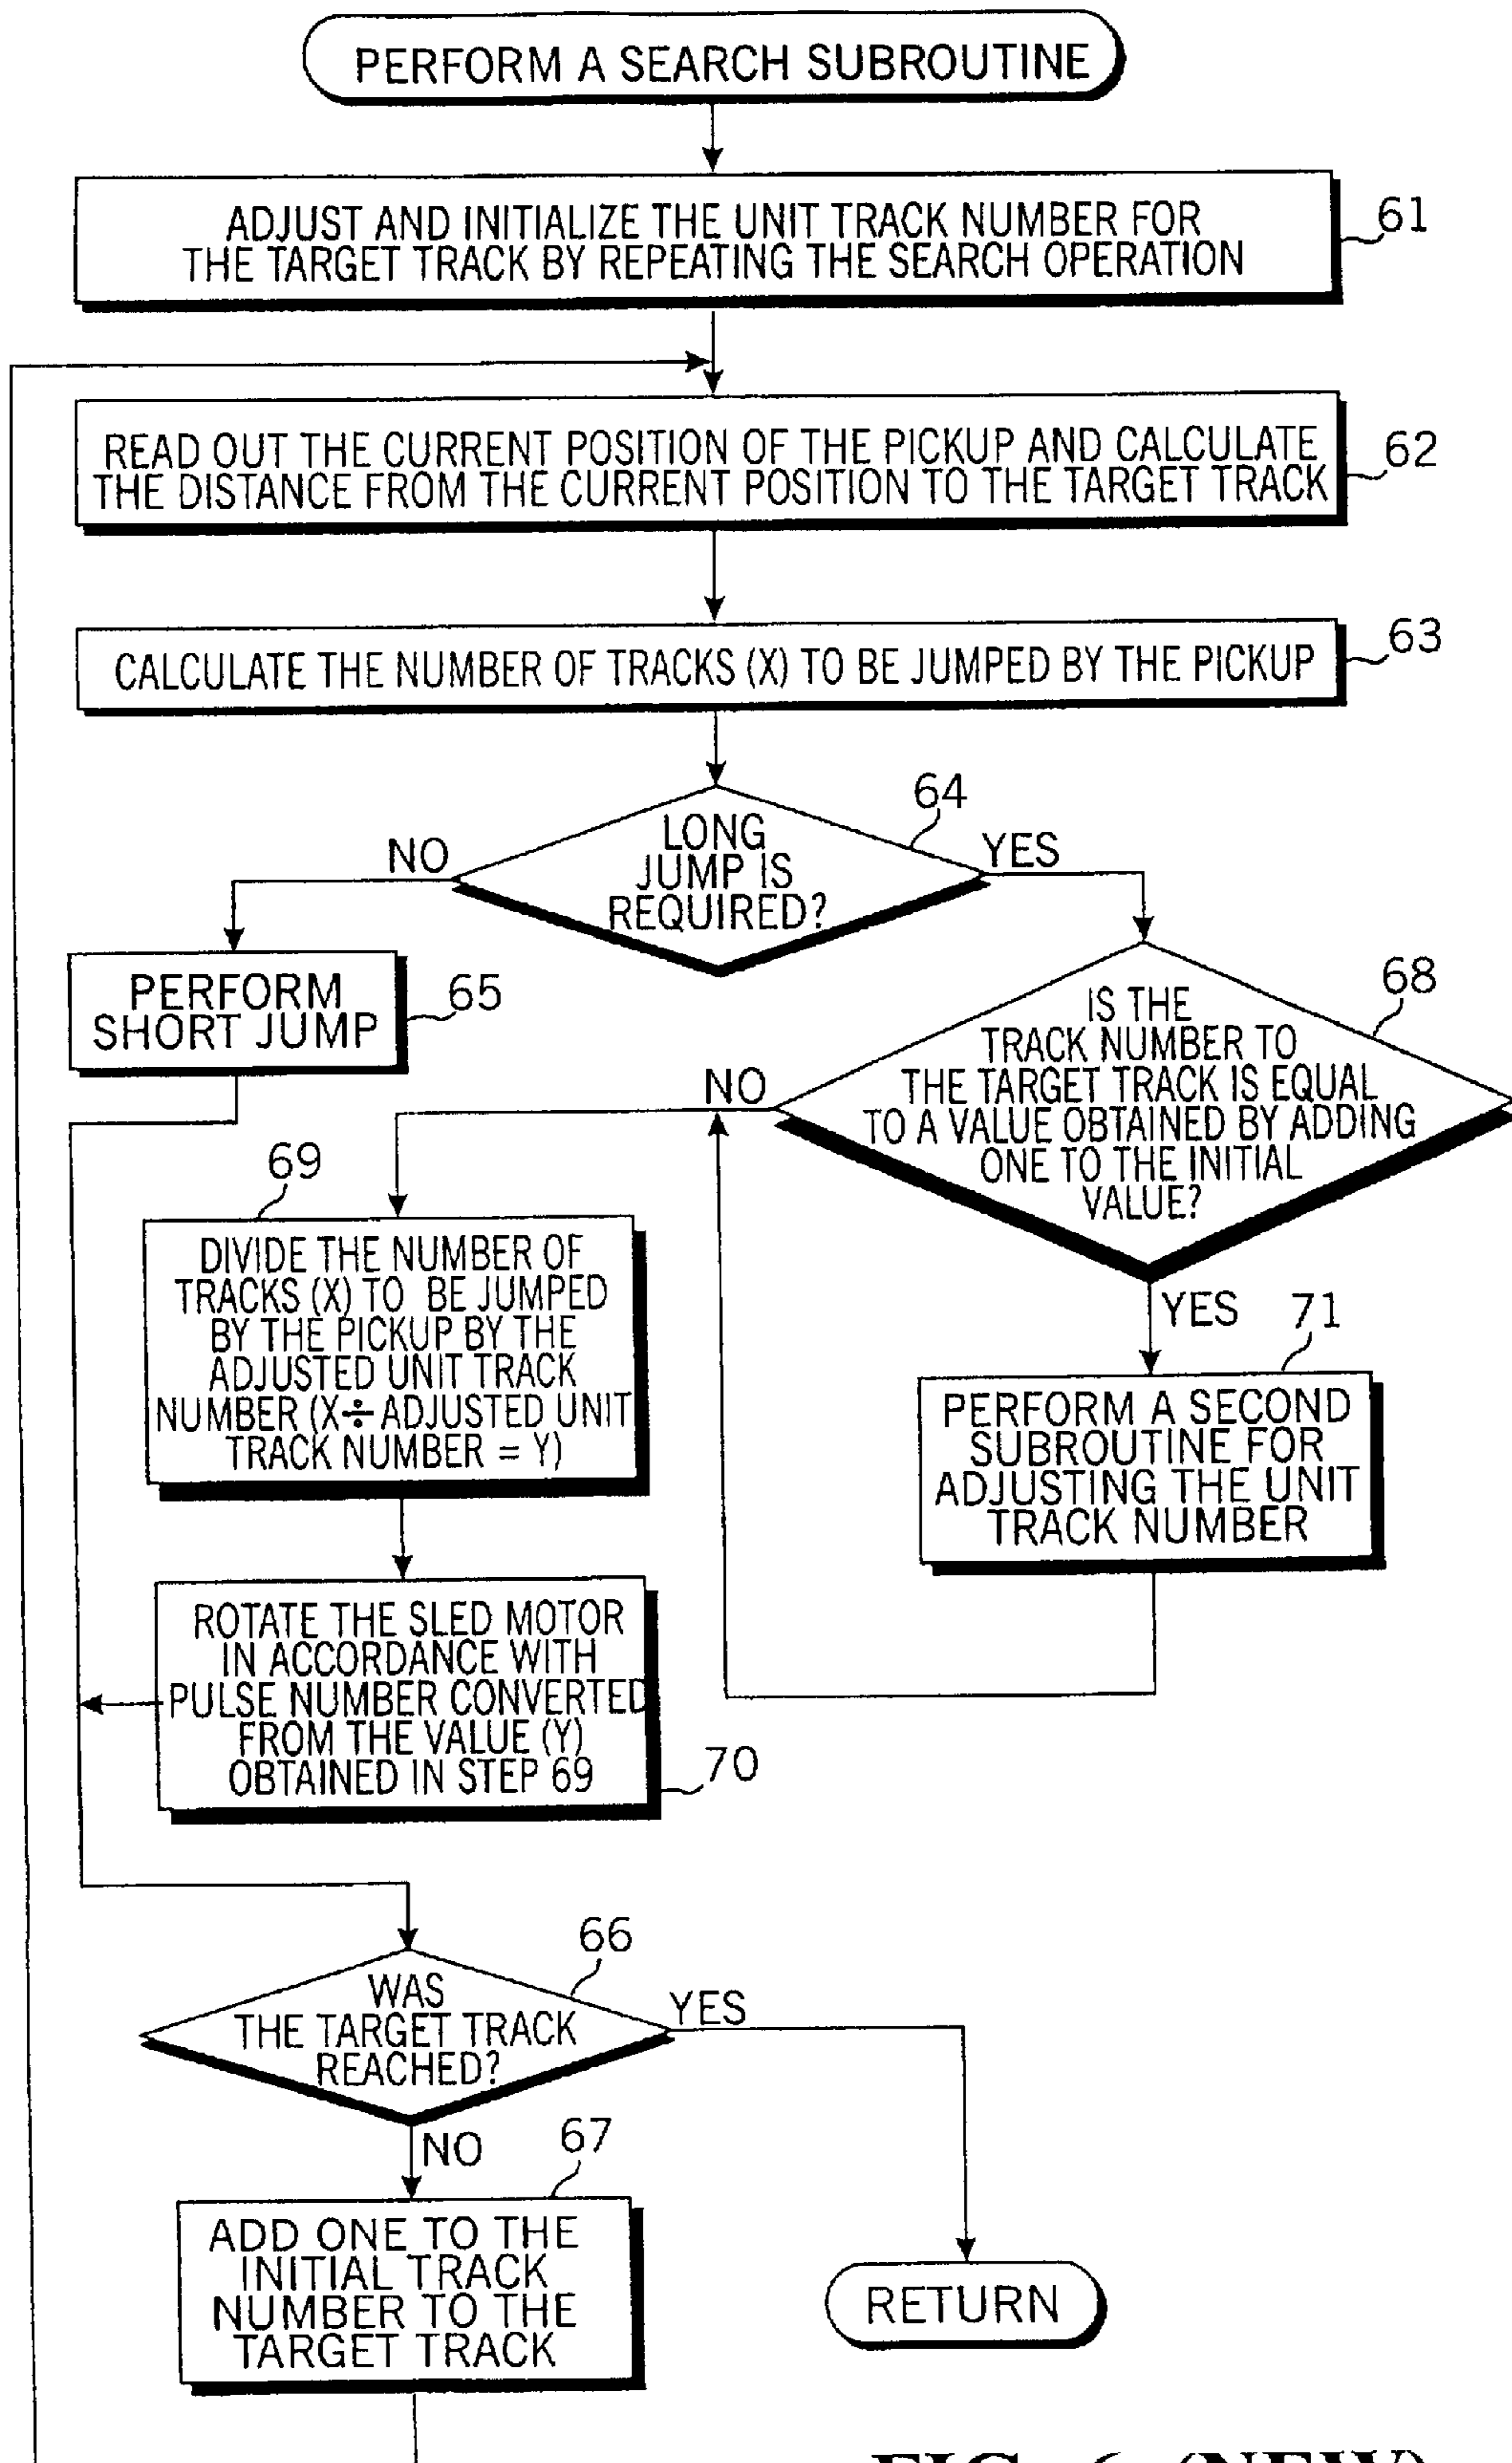 PERFORM A SEARCH SUBROUTINE
ADJUST AND INITIALIZE THE UNIT TRACK NUMBER FOR
THE TARGET TRACK BY REPEATING THE SEARCH OPERATION
61
READ OUT THE CURRENT POSITION OF THE PICKUP AND CALCULATE
THE DISTANCE FROM THE CURRENT POSITION TO THE TARGET TRACK
62
CALCULATE THE NUMBER OF TRACKS (X) TO BE JUMPED BY THE PICKUP
63
64
LONG
JUMP IS
REQUIRED?
NO
YES
PERFORM
SHORT JUMP
65
68
IS THE
TRACK NUMBER TO
THE TARGET TRACK IS EQUAL
TO A VALUE OBTAINED BY ADDING
ONE TO THE INITIAL
VALUE?
NO
YES
69
DIVIDE THE NUMBER OF
TRACKS (X) TO BE JUMPED
BY THE PICKUP BY THE
ADJUSTED UNIT TRACK
NUMBER (X÷ADJUSTED UNIT
TRACK NUMBER = Y)
71
PERFORM A SECOND
SUBROUTINE FOR
ADJUSTING THE UNIT
TRACK NUMBER
ROTATE THE SLED MOTOR
IN ACCORDANCE WITH
PULSE NUMBER CONVERTED
FROM THE VALUE (Y)
OBTAINED IN STEP 69
70
66
WAS
THE TARGET TRACK
REACHED?
YES
NO
67
ADD ONE TO THE
INITIAL TRACK
NUMBER TO THE
TARGET TRACK
RETURN
FIG. 6 (NEW)